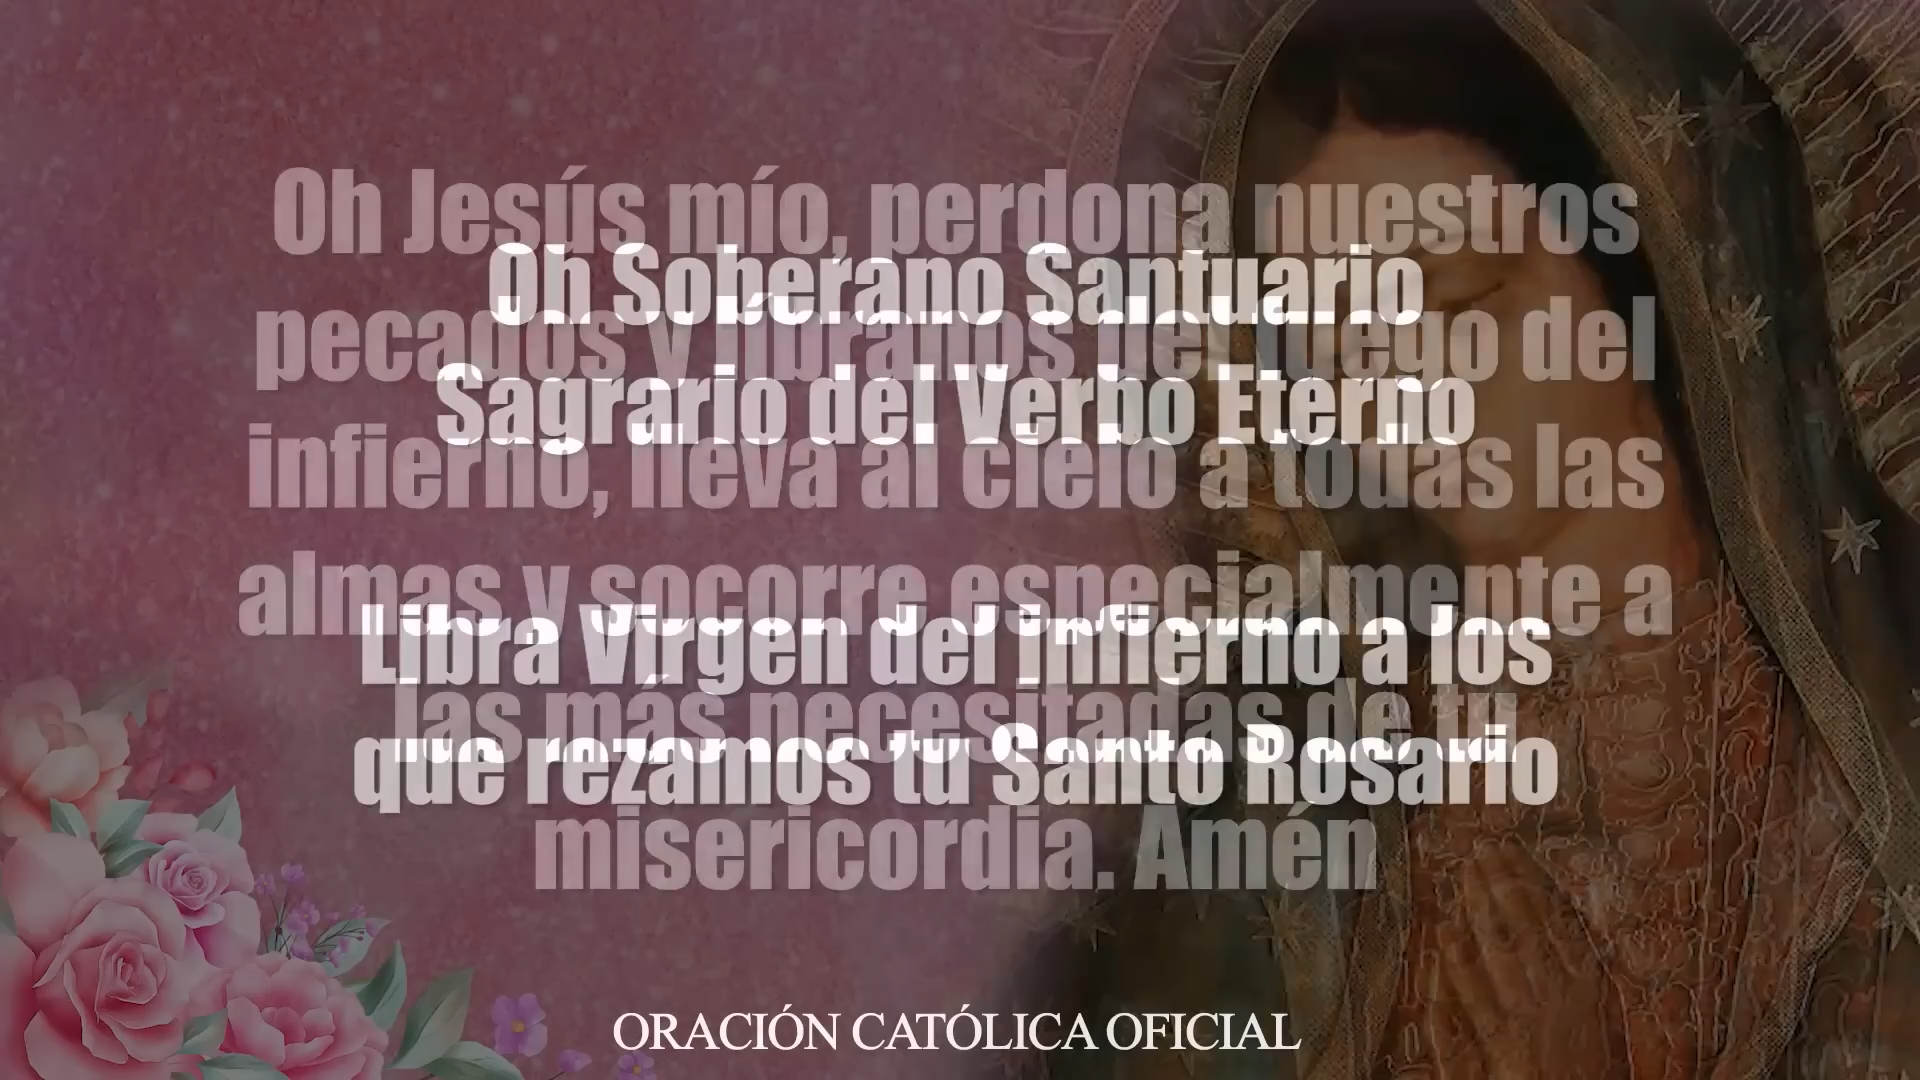 Oh Jesús mío, perdona nuestros
pecados y líbranos del fuego del
infierno, lleva al cielo a todas las
almas y socorre especialmente a
las más necesitadas de tu
misericordia. Amén
Oh Soberano Santuario
Sagrario del Verbo Eterno
Libra Virgen del infierno a los
que rezamos tu Santo Rosario
ORACIÓN CATÓLICA OFICIAL